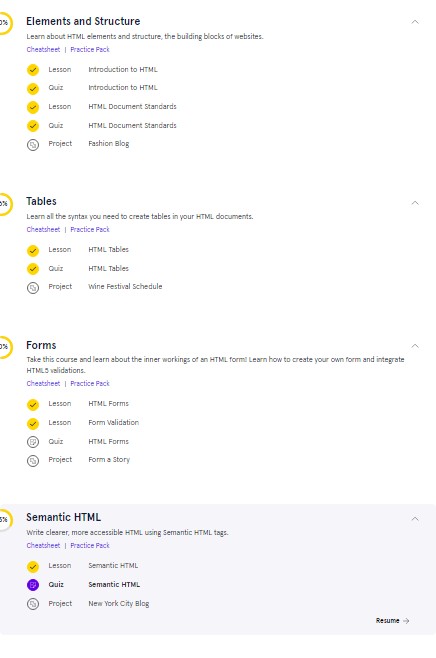 Elements and Structure
Learn about HTML elements and structure, the building blocks of websites.
Cheatsheet | Practice Pack
Lesson Introduction to HTML
Quiz Introduction to HTML
Lesson HTML Document Standards
Quiz HTML Document Standards
Project Fashion Blog
Tables
Learn all the syntax you need to create tables in your HTML documents.
Cheatsheet | Practice Pack
Lesson HTML Tables
Quiz HTML Tables
Project Wine Festival Schedule
Forms
Take this course and learn about the inner workings of an HTML form! Learn how to create your own form and integrate
HTML5 validations.
Cheatsheet | Practice Pack
Lesson HTML Forms
Lesson Form Validation
Quiz HTML Forms
Project Form a Story
Semantic HTML
Write clearer, more accessible HTML using Semantic HTML tags.
Cheatsheet | Practice Pack
Lesson Semantic HTML
Quiz Semantic HTML
Project New York City Blog
Resume →